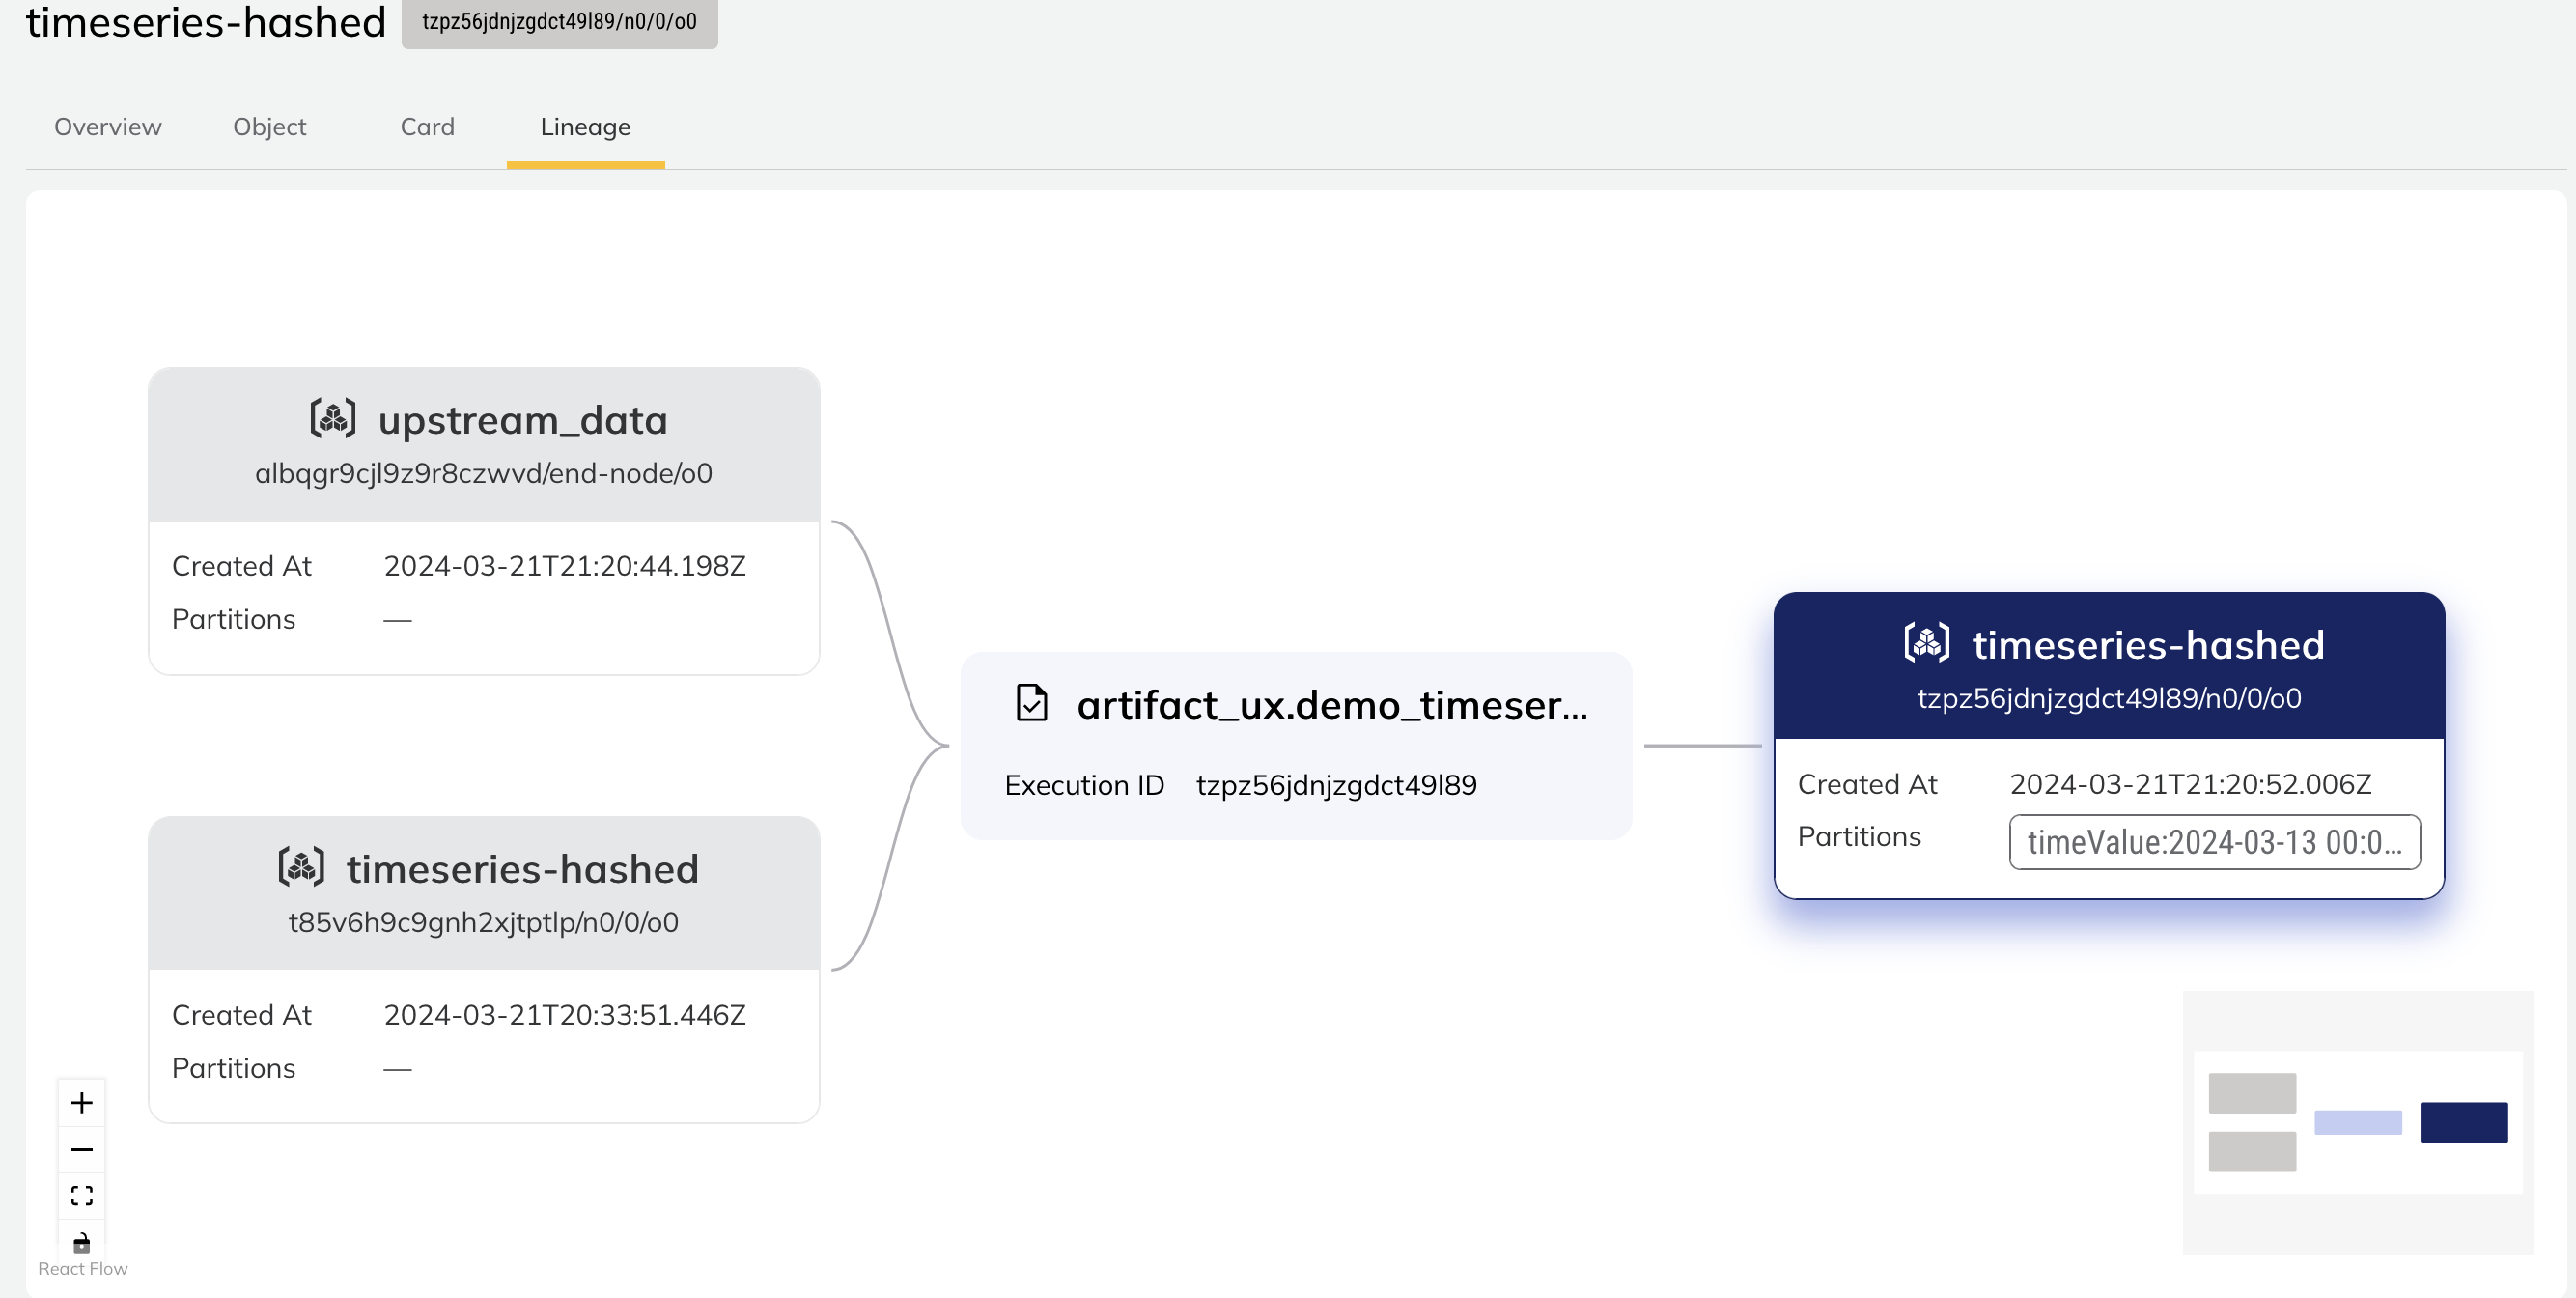 timeseries-hashed
tzpz56jdnjzgdct49l89/n0/0/o0
Overview
Object
Card
Lineage
upstream_data
albqgr9cjl9z9r8czwvd/end-node/o0
Created At
2024-03-21T21:20:44.198Z
Partitions
—
timeseries-hashed
t85v6h9c9gnh2xjtptlp/n0/0/o0
Created At
2024-03-21T20:33:51.446Z
Partitions
—
artifact_ux.demo_timeser...
Execution ID
tzpz56jdnjzgdct49l89
timeseries-hashed
tzpz56jdnjzgdct49l89/n0/0/o0
Created At
2024-03-21T21:20:52.006Z
Partitions
timeValue:2024-03-13 00:0...
React Flow